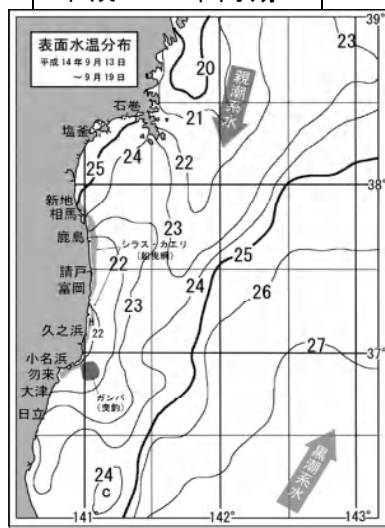 表面水温分布
平成14年9月13日
～9月19日
39°
23
20
親潮系水
石巻
21
塩釜
22
24
25
38°
新地
相馬
23
鹿島
シラス・カエリ
(船曳網)
25
22
24
請戸
26
富岡
23
久之浜
22
27
37°
小名浜
勿来
大津
ガンバ
(曳釣)
日立
黒潮系水
24
C
141°
142°
143°